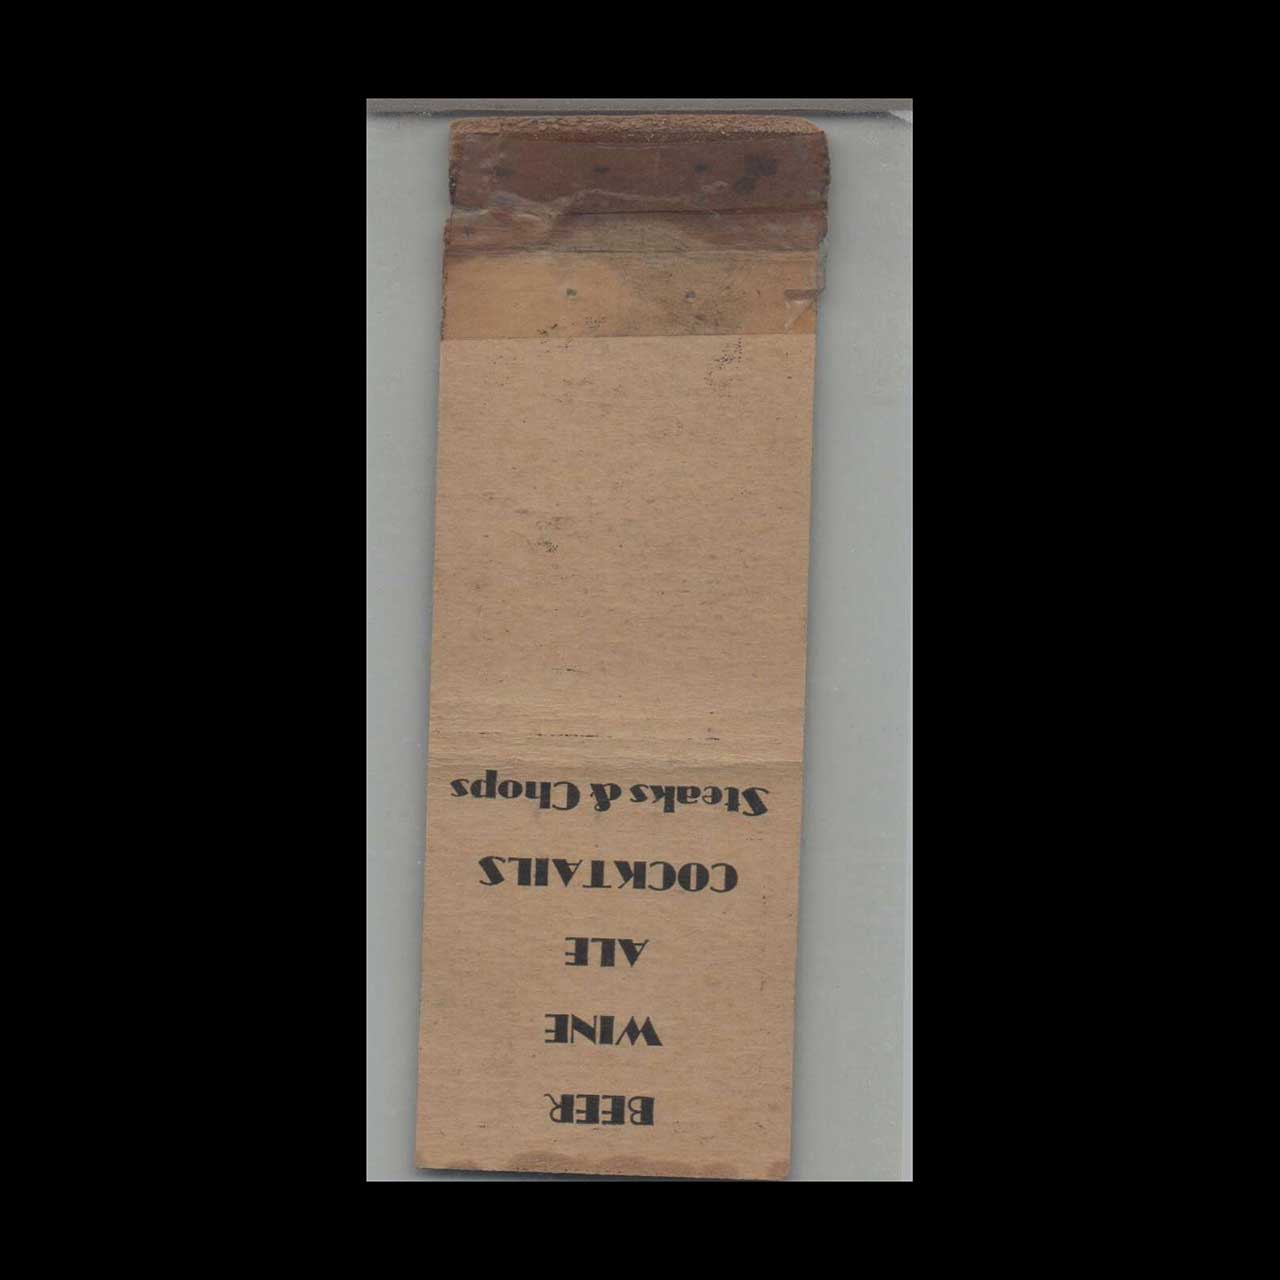 BEER
WINE
ALE
COCKTAILS
Steaks & Chops